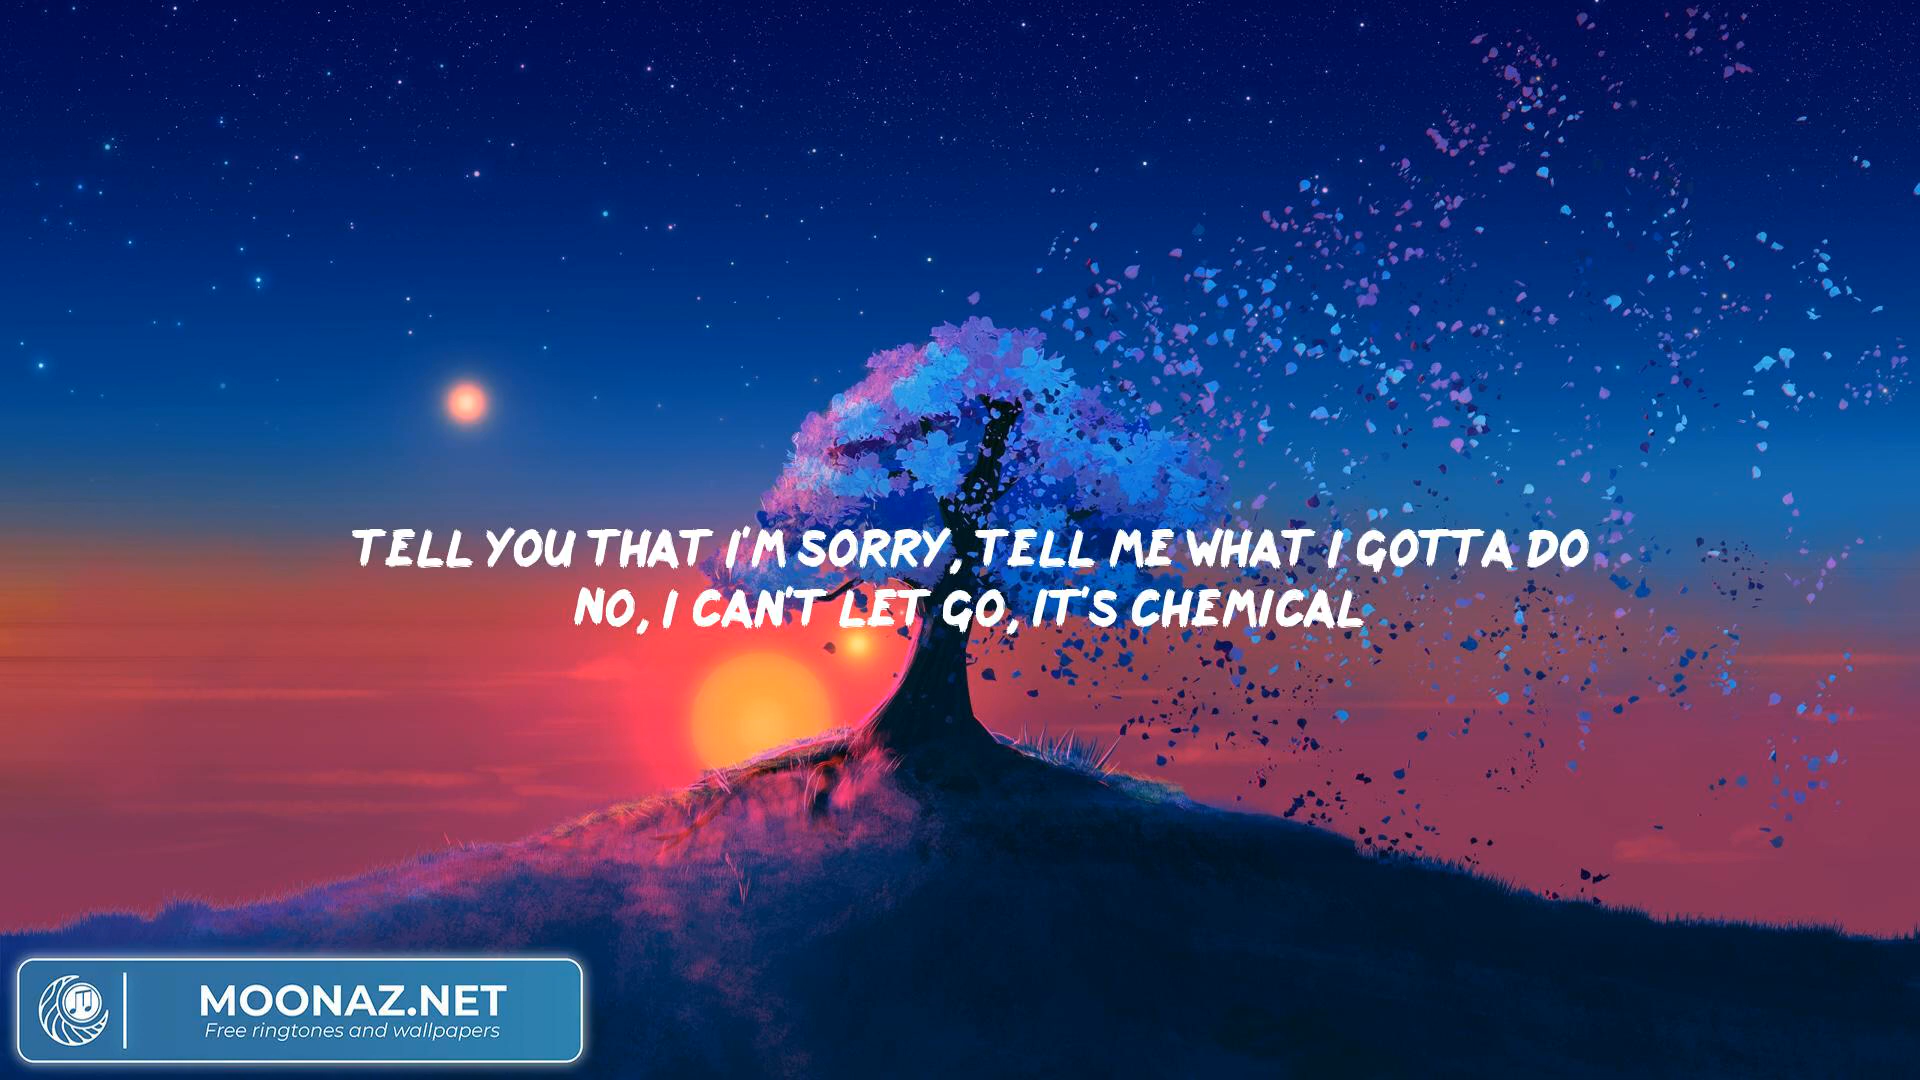 TELL YOU THAT I'M SORRY, TELL ME WHAT I GOTTA DO
NO, I CAN'T LET GO, IT'S CHEMICAL
MOONAZ.NET
Free ringtones and wallpapers